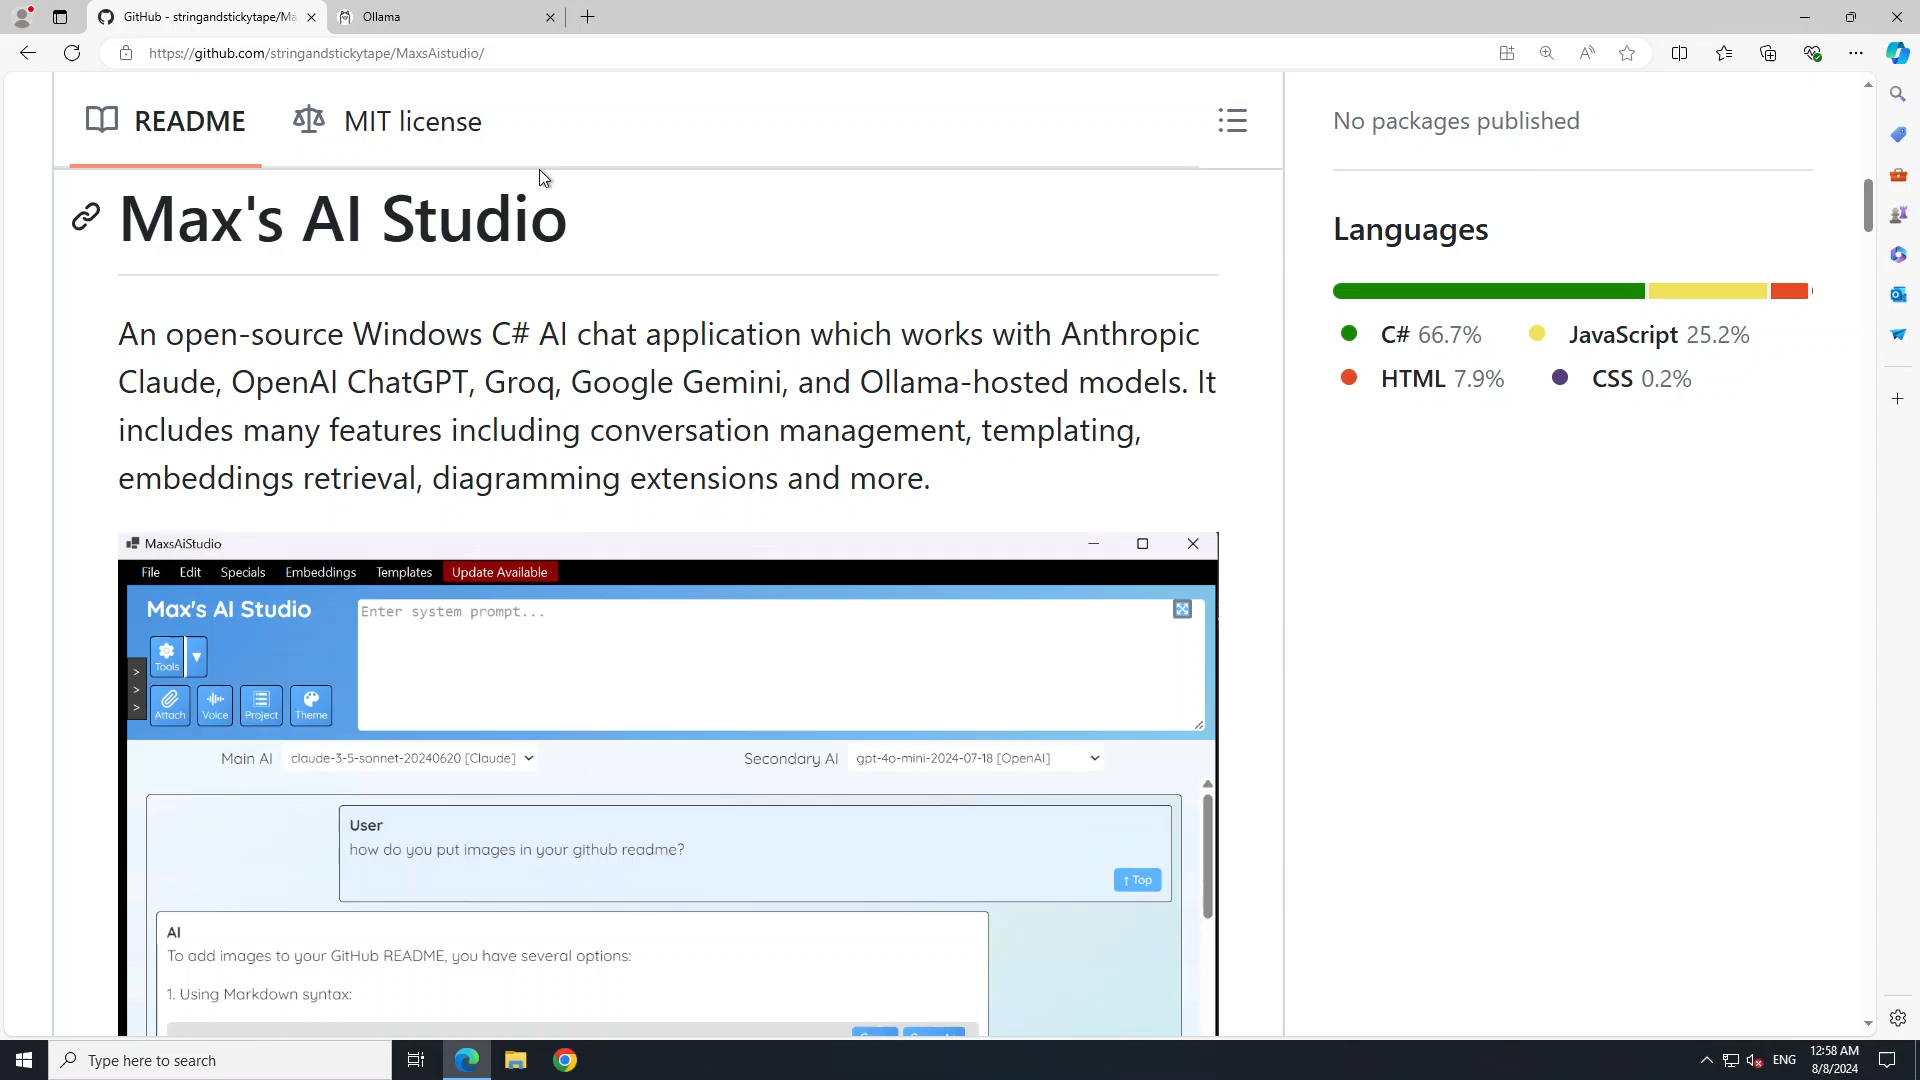 GitHub - stringandstickytape/Ma
Ollama
https://github.com/stringandstickytape/MaxsAistudio/
README
MIT license
No packages published
Max's AI Studio
An open-source Windows C# AI chat application which works with Anthropic
Claude, OpenAI ChatGPT, Groq, Google Gemini, and Ollama-hosted models. It
includes many features including conversation management, templating,
embeddings retrieval, diagramming extensions and more.
Languages
C# 66.7%
JavaScript 25.2%
HTML 7.9%
CSS 0.2%
MaxsAiStudio
File Edit Specials Embeddings Templates Update Available
Max's AI Studio
Enter system prompt...
Tools
Attach Voice Project Theme
Main AI claude-3-5-sonnet-20240620 [Claude]
Secondary AI gpt-4o-mini-2024-07-18 [OpenAI]
User
how do you put images in your github readme?
↑ Top
AI
To add images to your GitHub README, you have several options:
1. Using Markdown syntax:
Type here to search
ENG
12:58 AM
8/8/2024